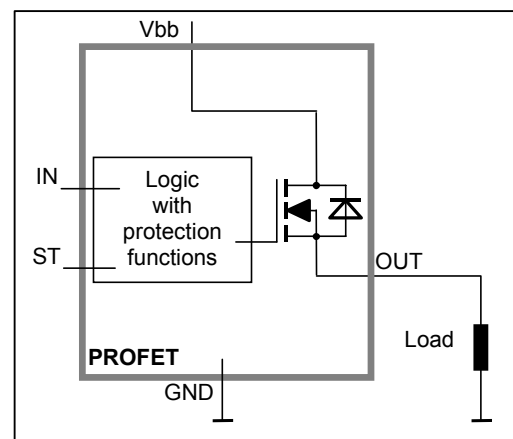 Vbb
IN
Logic
with
protection
functions
ST
OUT
Load
PROFET
GND